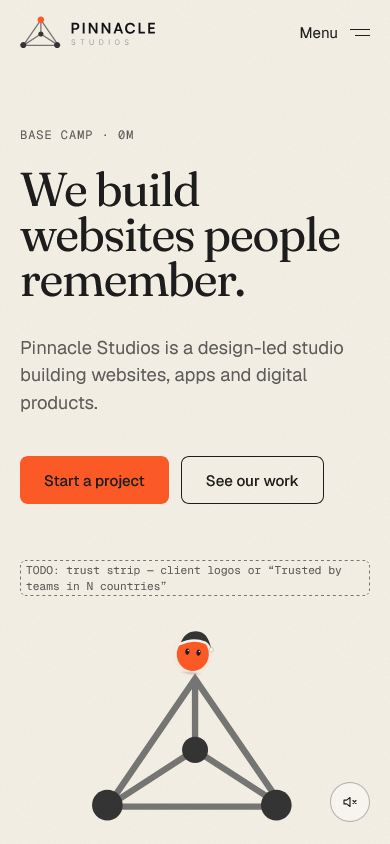 PINNACLE
STUDIOS
Menu
BASE CAMP · 0M
We build
websites people
remember.
Pinnacle Studios is a design-led studio
building websites, apps and digital
products.
Start a project
See our work
TODO: trust strip — client logos or “Trusted by
teams in N countries”